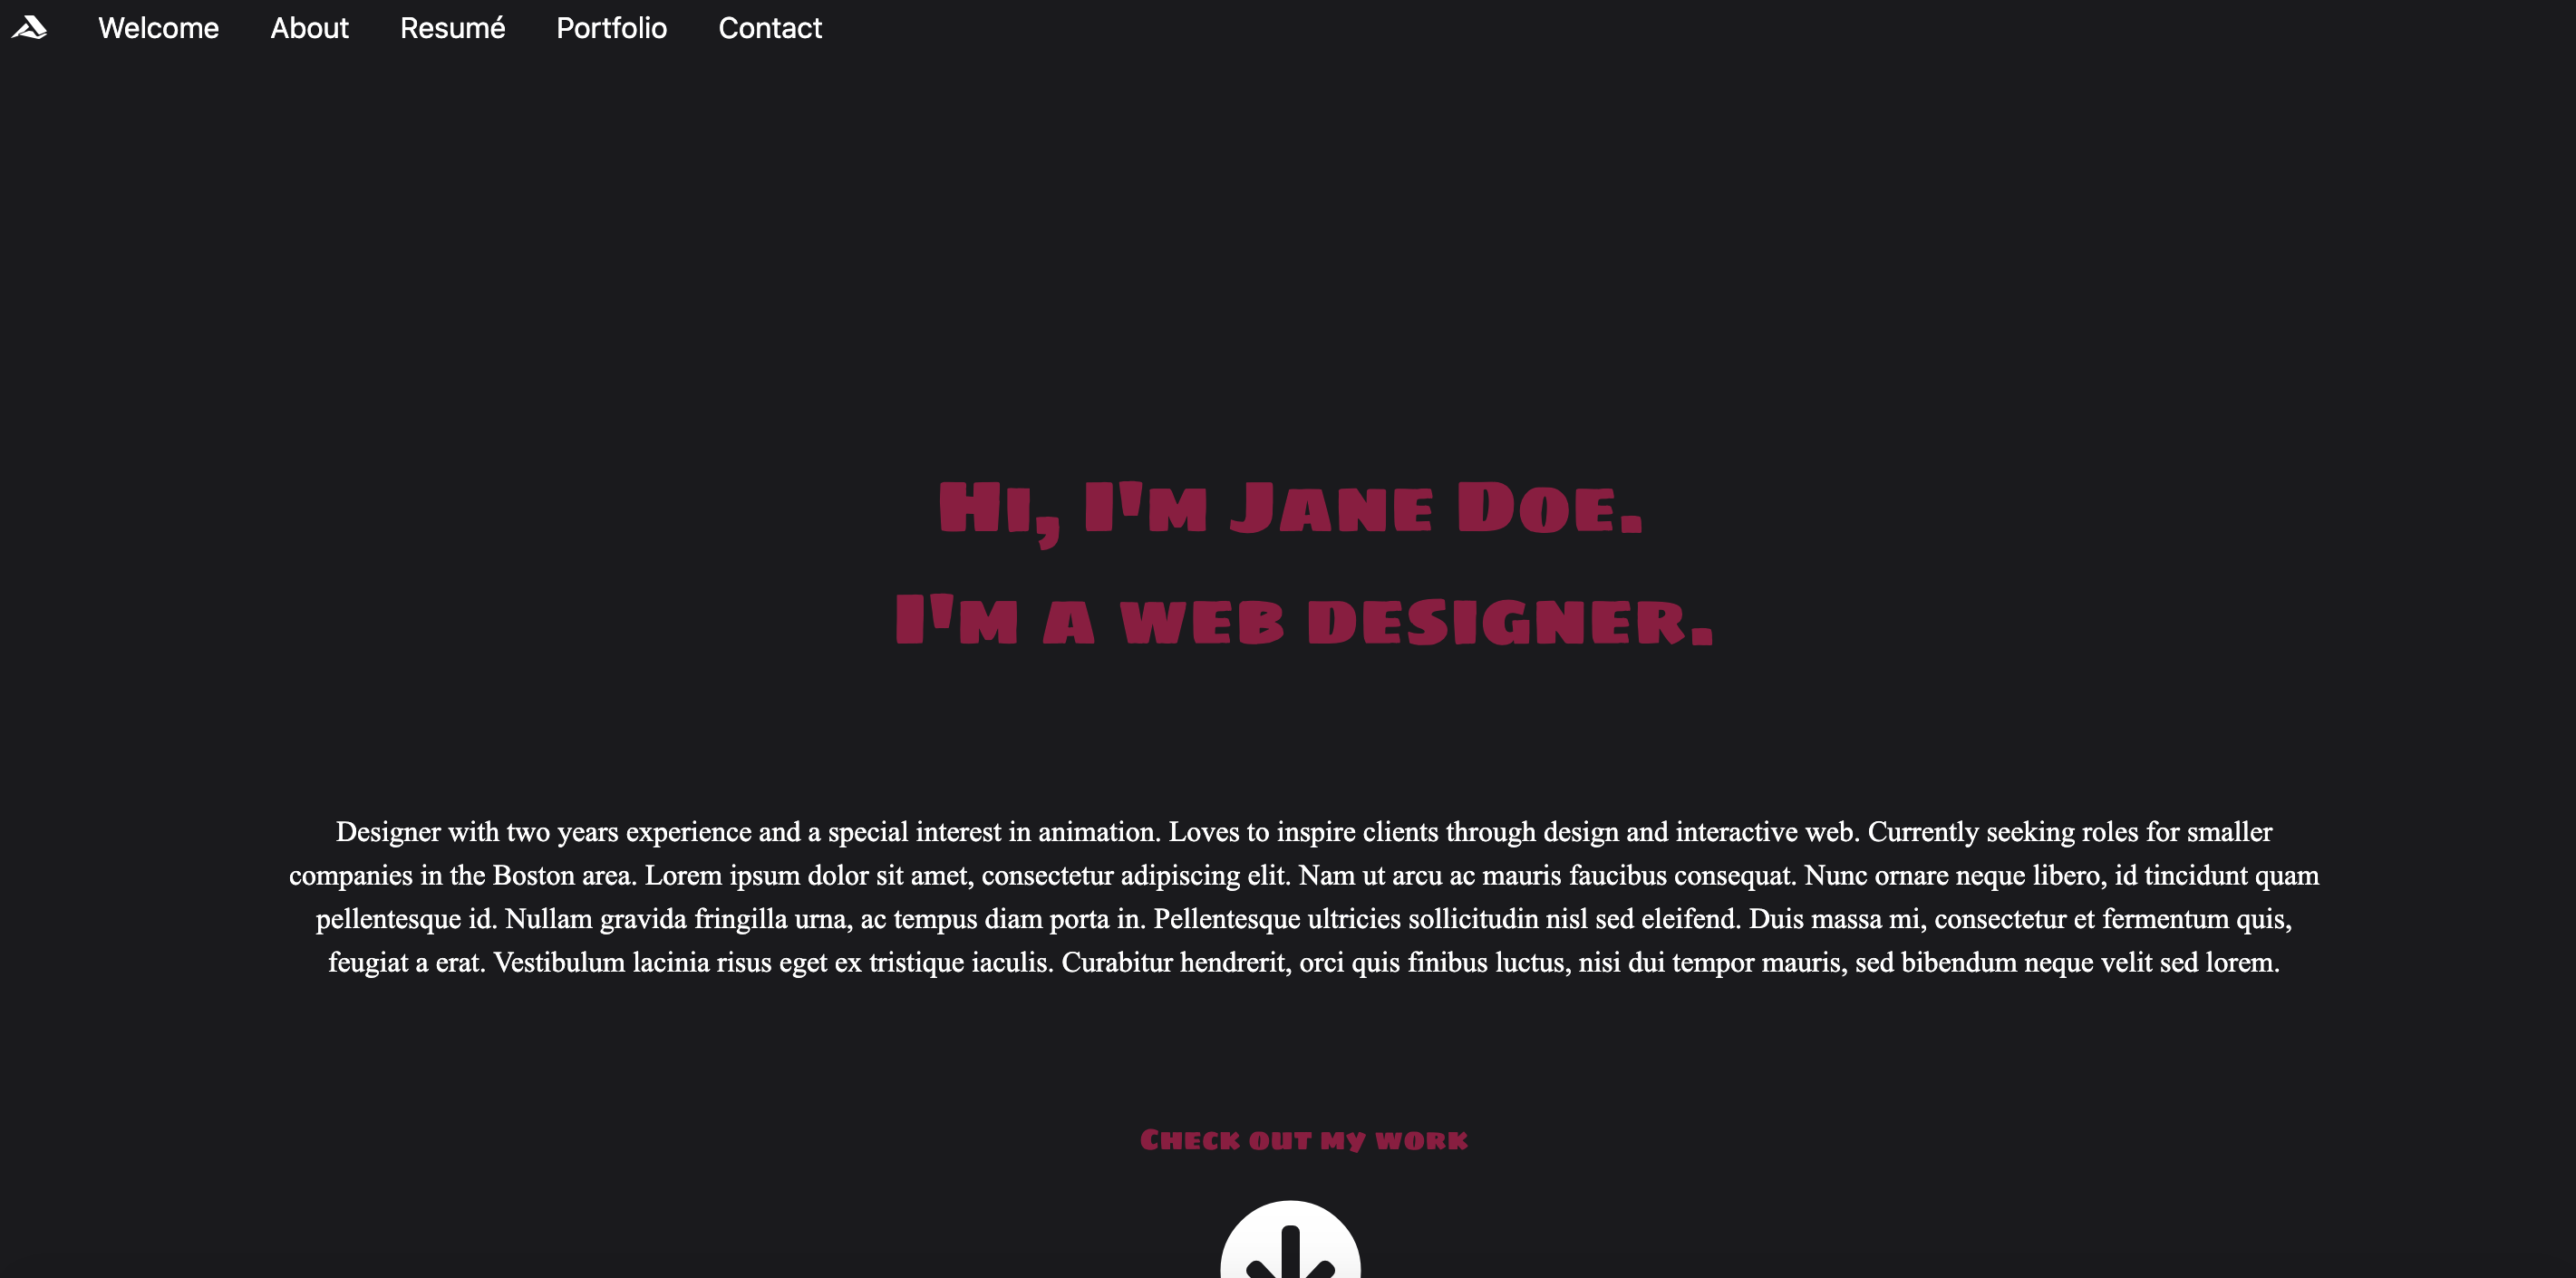 Welcome About Resumé Portfolio Contact
Hi, I'm Jane Doe.
I'm a web designer.
Designer with two years experience and a special interest in animation. Loves to inspire clients through design and interactive web. Currently seeking roles for smaller
companies in the Boston area. Lorem ipsum dolor sit amet, consectetur adipiscing elit. Nam ut arcu ac mauris faucibus consequat. Nunc ornare neque libero, id tincidunt quam
pellentesque id. Nullam gravida fringilla urna, ac tempus diam porta in. Pellentesque ultricies sollicitudin nisl sed eleifend. Duis massa mi, consectetur et fermentum quis,
feugiat a erat. Vestibulum lacinia risus eget ex tristique iaculis. Curabitur hendrerit, orci quis finibus luctus, nisi dui tempor mauris, sed bibendum neque velit sed lorem.
Check out my work